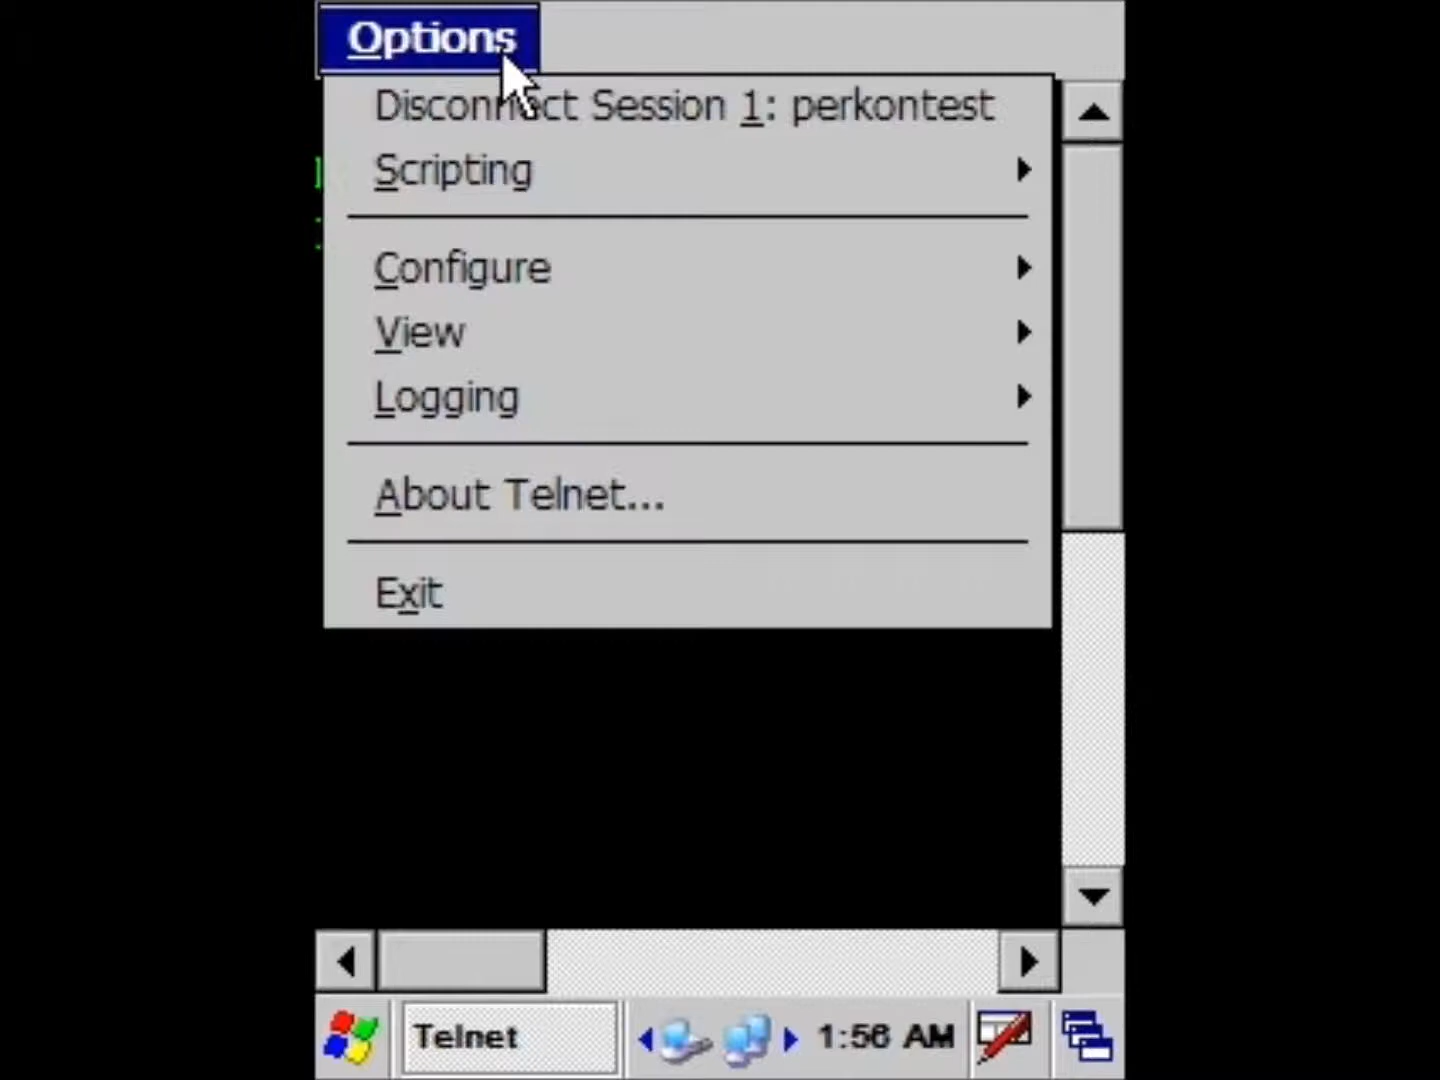 Options
Disconnect Session 1: perkontest
Scripting
Configure
View
Logging
About Telnet...
Exit
Telnet
1:56 AM